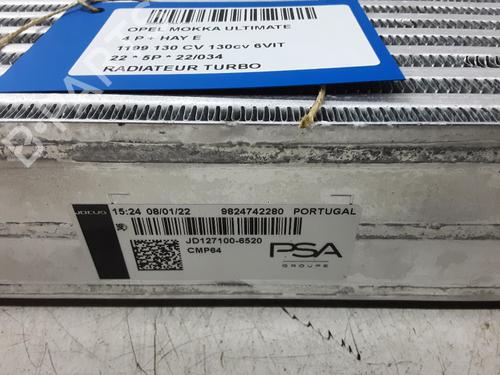 OPEL MOKKA ULTIMATE
4 P + HAY E
1199 130 CV 130cv 6VIT
22 * 5P * 22/034
RADIATEUR TURBO
15:24 08/01/22 9824742280 PORTUGAL
JD127100-6520
CMP64
PSA
GROUPE